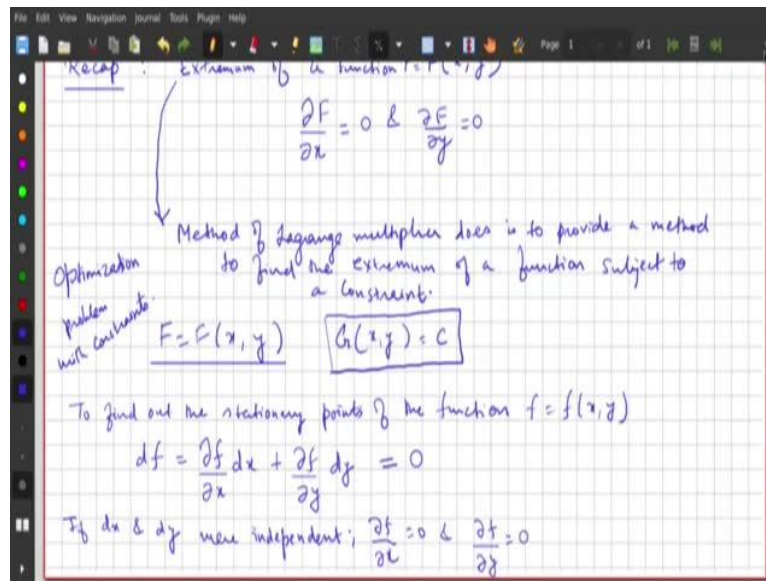 File Edit View Navigation Journal Tools Plugin Help
Page 1 of 1
Recap : Extremum of a function F = F(x, y)
∂F/∂x = 0 & ∂F/∂y = 0
Method of Lagrange multiplier does is to provide a method
to find the extremum of a function subject to
a constraint.
Optimization
problem
with constraints.
F = F(x, y) G(x, y) = C
To find out the stationery points of the function f = f(x, y)
df = ∂f/∂x dx + ∂f/∂y dy = 0
If dx & dy were independent; ∂f/∂x = 0 & ∂f/∂y = 0